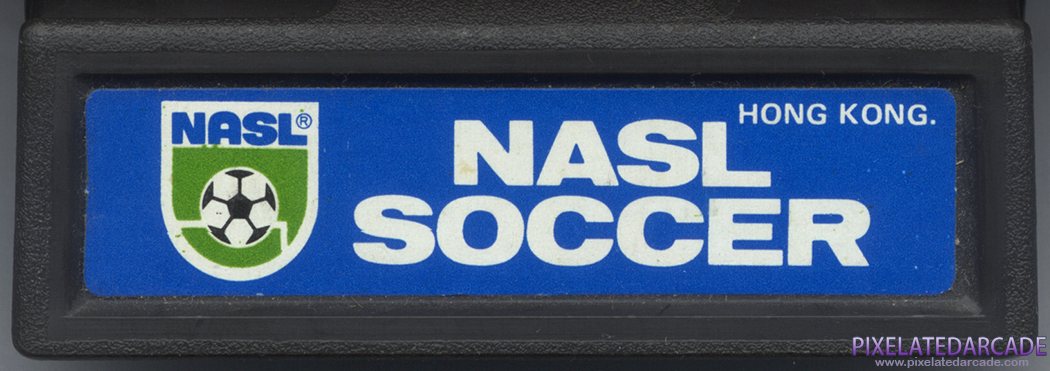 NASL®
HONG KONG.
NASL
SOCCER
PIXELATEDARCADE
www.pixelatedarcade.com